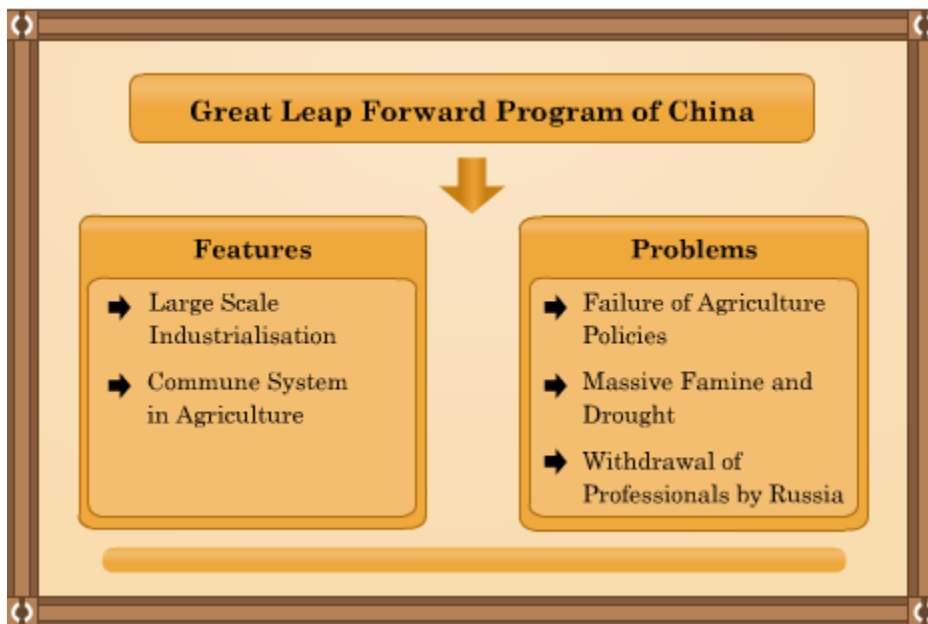 Great Leap Forward Program of China
Features
Large Scale
Industrialisation
Commune System
in Agriculture
Problems
Failure of Agriculture
Policies
Massive Famine and
Drought
Withdrawal of
Professionals by Russia